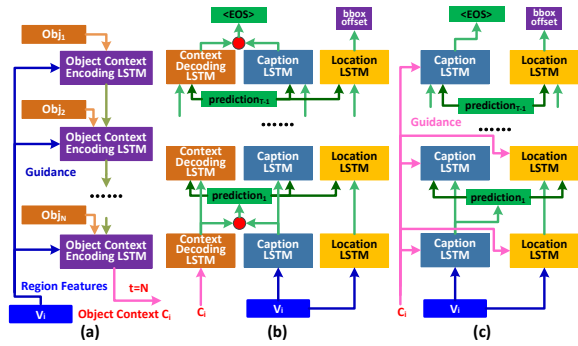 Obj1
Object Context
Encoding LSTM
Obj2
Object Context
Encoding LSTM
Guidance
......
ObjN
Object Context
Encoding LSTM
Region Features
t=N
Vi
Object Context Ci
(a)
<EOS>
bbox
offset
Context
Decoding
LSTM
Caption
LSTM
Location
LSTM
predictionT-1
......
Context
Decoding
LSTM
Caption
LSTM
Location
LSTM
prediction1
Context
Decoding
LSTM
Caption
LSTM
Location
LSTM
Ci
Vi
(b)
<EOS>
bbox
offset
Caption
LSTM
Location
LSTM
predictionT-1
Guidance
......
Caption
LSTM
Location
LSTM
prediction1
Caption
LSTM
Location
LSTM
Ci
Vi
(c)